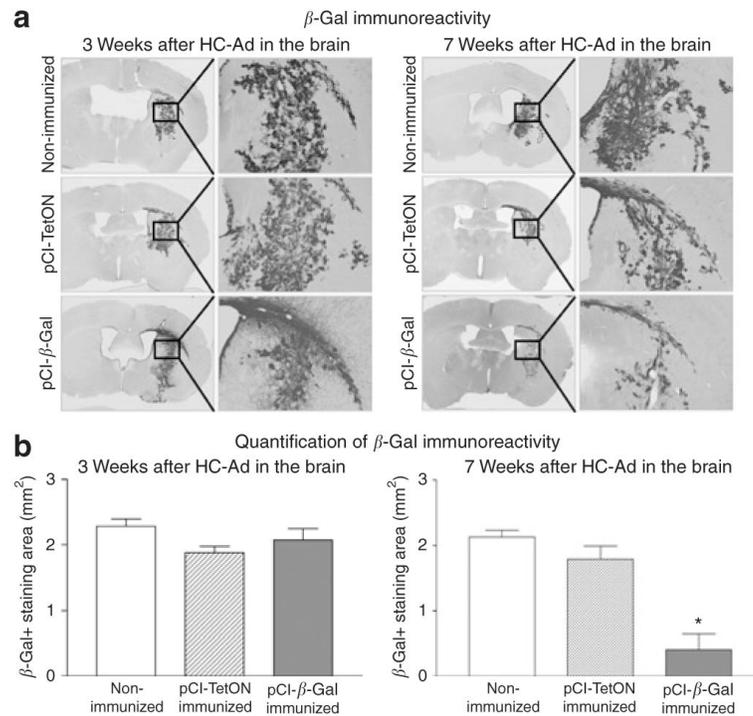 a
β-Gal immunoreactivity
3 Weeks after HC-Ad in the brain
7 Weeks after HC-Ad in the brain
Non-immunized
Non-immunized
pCI-TetON
pCI-TetON
pCI-β-Gal
pCI-β-Gal
b
Quantification of β-Gal immunoreactivity
3 Weeks after HC-Ad in the brain
β-Gal+ staining area (mm²)
3
2
1
0
Non-
immunized
pCI-TetON
immunized
pCI-β-Gal
immunized
7 Weeks after HC-Ad in the brain
β-Gal+ staining area (mm²)
3
2
1
0
*
Non-
immunized
pCI-TetON
immunized
pCI-β-Gal
immunized